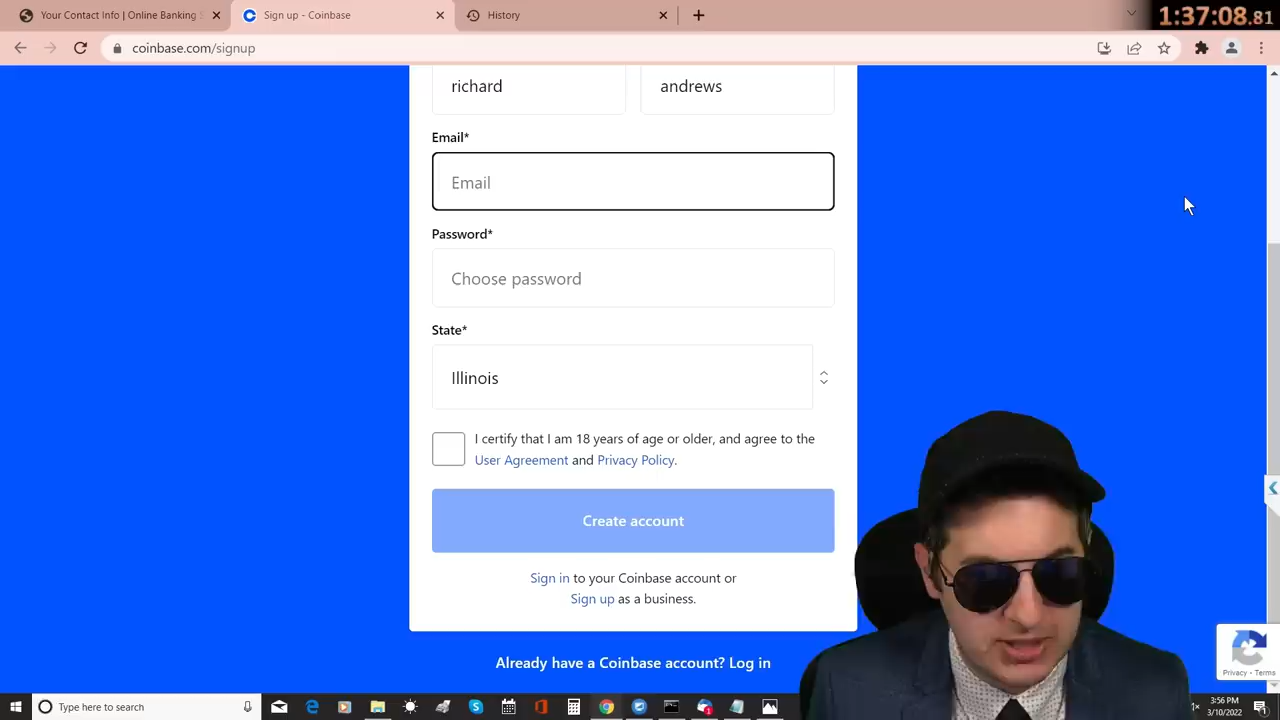 Your Contact Info | Online Banking
Sign up - Coinbase
History
1:37:08.81
coinbase.com/signup
richard
andrews
Email*
Email
Password*
Choose password
State*
Illinois
I certify that I am 18 years of age or older, and agree to the
User Agreement and Privacy Policy.
Create account
Sign in to your Coinbase account or
Sign up as a business.
Already have a Coinbase account? Log in
Privacy - Terms
Type here to search
3:56 PM
3/10/2022